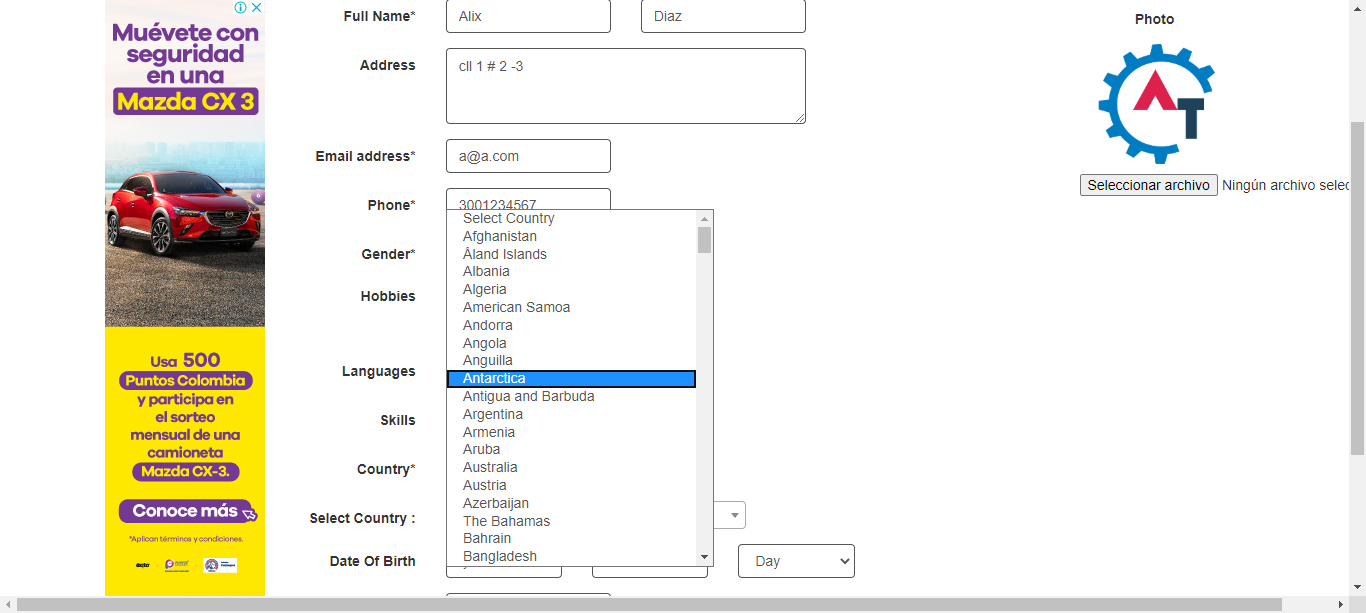 Muévete con
seguridad
en una
Mazda CX 3
Usa 500
Puntos Colombia
y participa en
el sorteo
mensual de una
camioneta
Mazda CX-3.
Conoce más
*Aplican términos y condiciones.
Full Name*
Alix
Diaz
Address
cll 1 # 2 -3
Email address*
a@a.com
Phone*
3001234567
Gender*
Hobbies
Languages
Skills
Country*
Select Country :
Date Of Birth
Select Country
Afghanistan
Åland Islands
Albania
Algeria
American Samoa
Andorra
Angola
Anguilla
Antarctica
Antigua and Barbuda
Argentina
Armenia
Aruba
Australia
Austria
Azerbaijan
The Bahamas
Bahrain
Bangladesh
Day
Photo
AT
Seleccionar archivo Ningún archivo selec